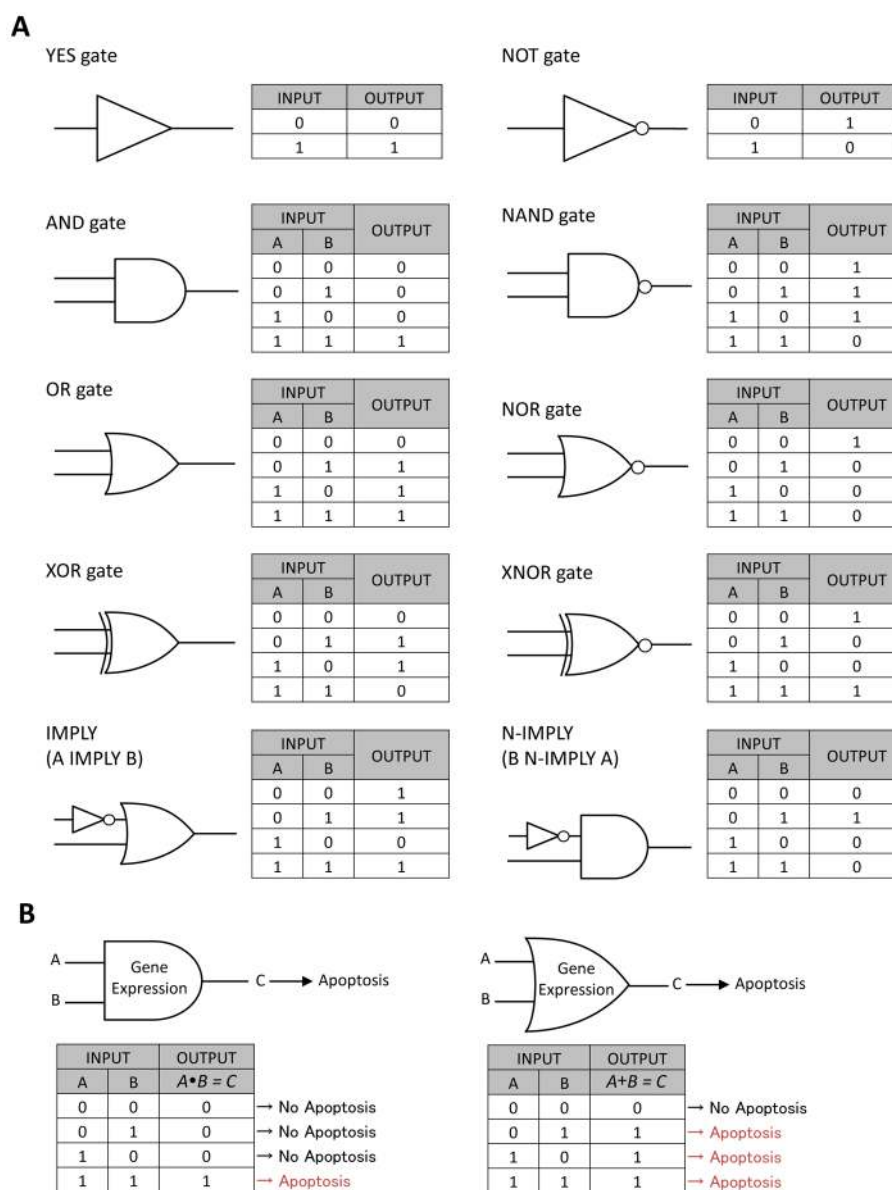 A
YES gate
INPUT OUTPUT
0 0
1 1
NOT gate
INPUT OUTPUT
0 1
1 0
AND gate
INPUT OUTPUT
A B
0 0 0
0 1 0
1 0 0
1 1 1
NAND gate
INPUT OUTPUT
A B
0 0 1
0 1 1
1 0 1
1 1 0
OR gate
INPUT OUTPUT
A B
0 0 0
0 1 1
1 0 1
1 1 1
NOR gate
INPUT OUTPUT
A B
0 0 1
0 1 0
1 0 0
1 1 0
XOR gate
INPUT OUTPUT
A B
0 0 0
0 1 1
1 0 1
1 1 0
XNOR gate
INPUT OUTPUT
A B
0 0 1
0 1 0
1 0 0
1 1 1
IMPLY
(A IMPLY B)
INPUT OUTPUT
A B
0 0 1
0 1 1
1 0 0
1 1 1
N-IMPLY
(B N-IMPLY A)
INPUT OUTPUT
A B
0 0 0
0 1 1
1 0 0
1 1 0
B
A
B
Gene
Expression
C → Apoptosis
INPUT OUTPUT
A B A•B = C
0 0 0 → No Apoptosis
0 1 0 → No Apoptosis
1 0 0 → No Apoptosis
1 1 1 → Apoptosis
A
B
Gene
Expression
C → Apoptosis
INPUT OUTPUT
A B A+B = C
0 0 0 → No Apoptosis
0 1 1 → Apoptosis
1 0 1 → Apoptosis
1 1 1 → Apoptosis